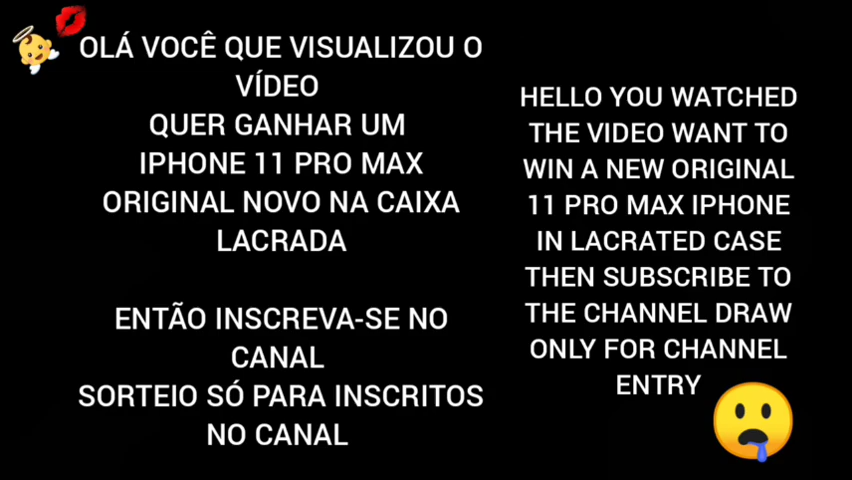 OLÁ VOCÊ QUE VISUALIZOU O
VÍDEO
QUER GANHAR UM
IPHONE 11 PRO MAX
ORIGINAL NOVO NA CAIXA
LACRADA
ENTÃO INSCREVA-SE NO
CANAL
SORTEIO SÓ PARA INSCRITOS
NO CANAL
HELLO YOU WATCHED
THE VIDEO WANT TO
WIN A NEW ORIGINAL
11 PRO MAX IPHONE
IN LACRATED CASE
THEN SUBSCRIBE TO
THE CHANNEL DRAW
ONLY FOR CHANNEL
ENTRY